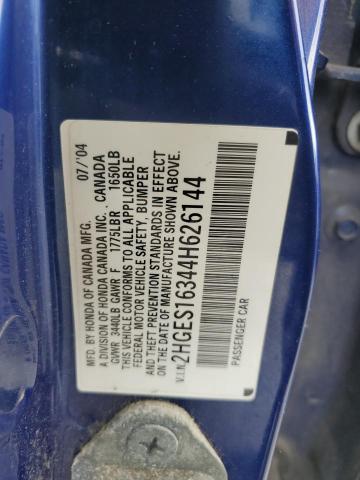 MFD. BY HONDA OF CANADA MFG. 07/'04
A DIVISION OF HONDA CANADA INC. , CANADA
GVWR 3440LB GAWR F 1775LBR 1650LB
THIS VEHICLE CONFORMS TO ALL APPLICABLE
FEDERAL MOTOR VEHICLE SAFETY, BUMPER
AND THEFT PREVENTION STANDARDS IN EFFECT
ON THE DATE OF MANUFACTURE SHOWN ABOVE.
V.I.N. 2HGES16344H626144
PASSENGER CAR